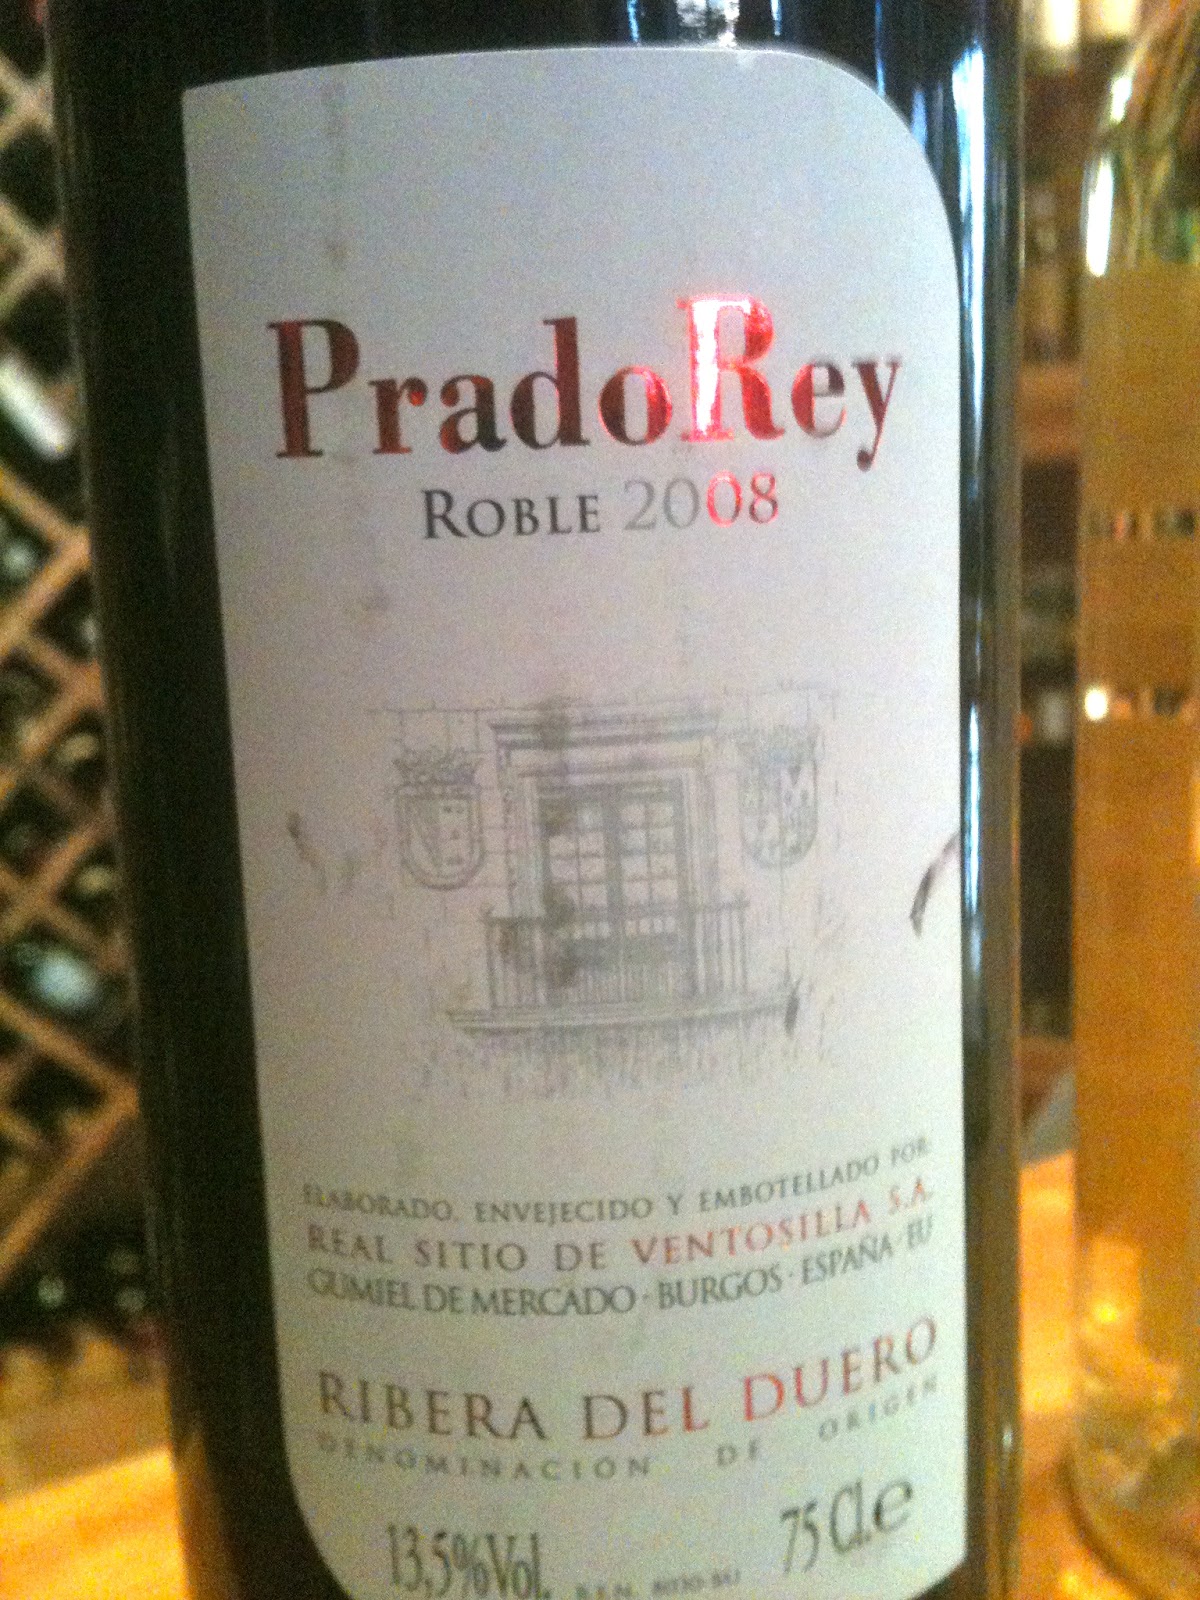 PradoRey
ROBLE 2008
ELABORADO, ENVEJECIDO Y EMBOTELLADO POR:
REAL SITIO DE VENTOSILLA S.A.
GUMIEL DE MERCADO · BURGOS · ESPAÑA · EU
RIBERA DEL DUERO
DENOMINACIÓN DE ORIGEN
13,5%Vol. 75 Cl.e